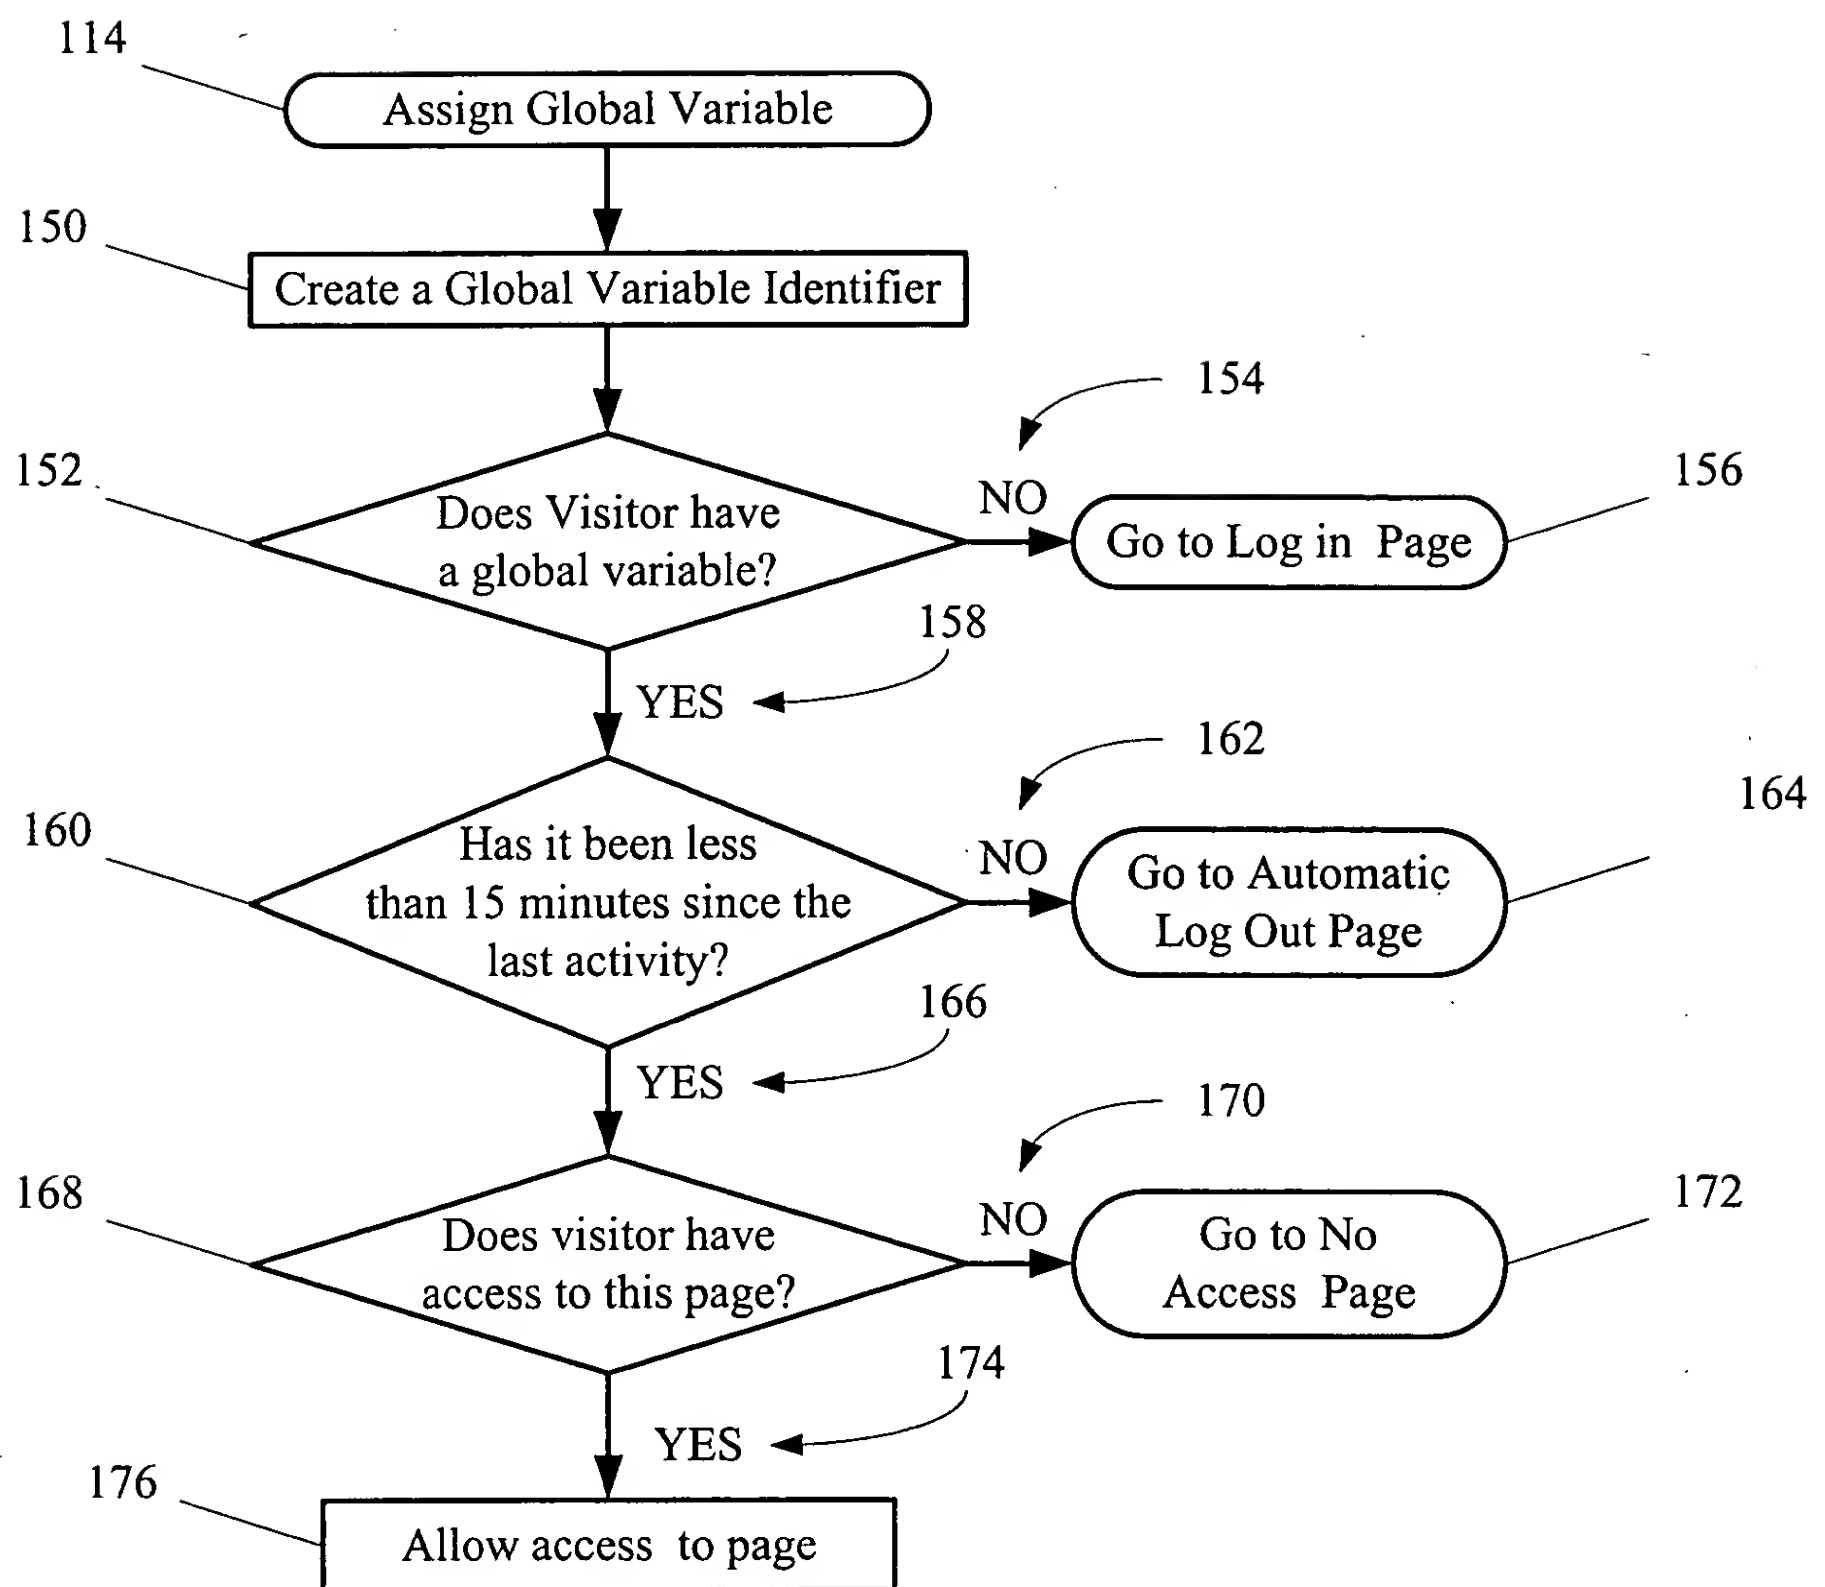 114
Assign Global Variable
150
Create a Global Variable Identifier
154
152
NO
156
Does Visitor have
a global variable?
Go to Log in Page
158
YES
162
164
160
NO
Has it been less
than 15 minutes since the
last activity?
Go to Automatic
Log Out Page
166
YES
170
168
NO
172
Does visitor have
access to this page?
Go to No
Access Page
174
YES
176
Allow access to page